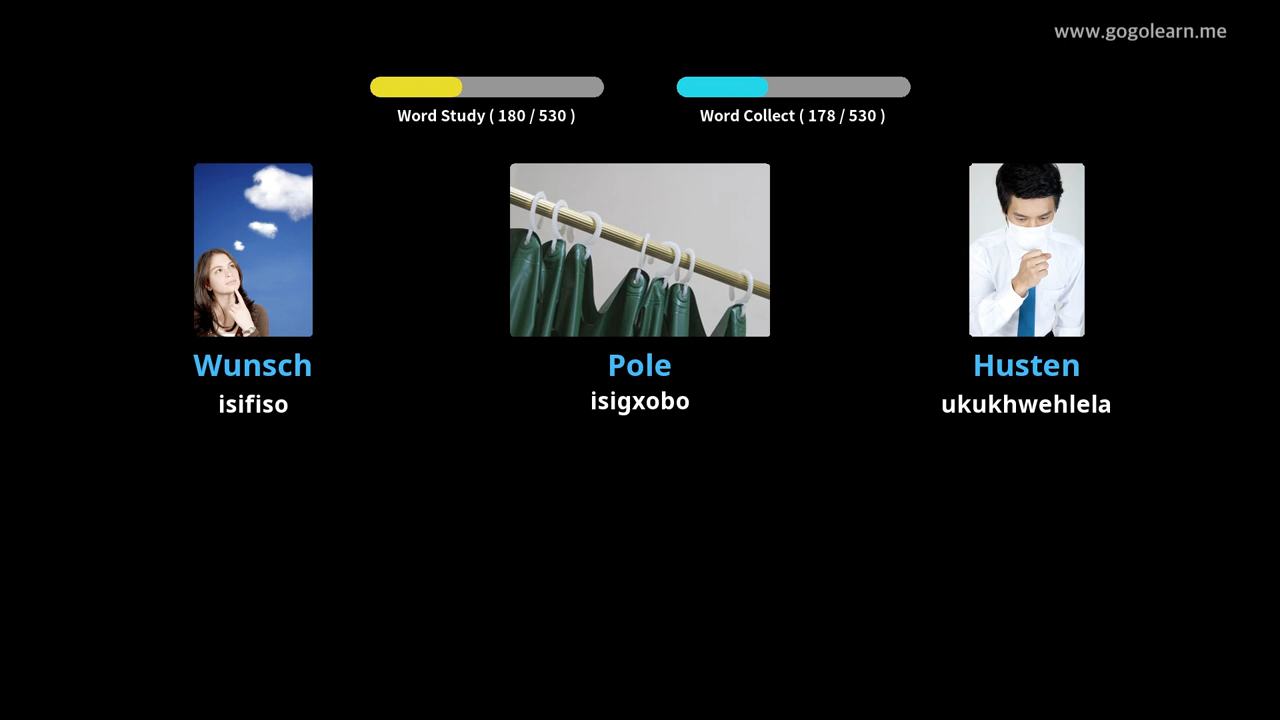 www.gogolearn.me
Word Study ( 180 / 530 )
Word Collect ( 178 / 530 )
Wunsch
isifiso
Pole
isigxobo
Husten
ukukhwehlela